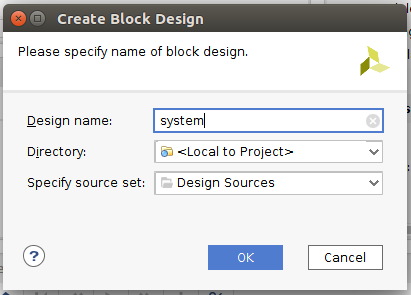 Create Block Design
Please specify name of block design.
Design name: system
Directory: <Local to Project>
Specify source set: Design Sources
? OK Cancel